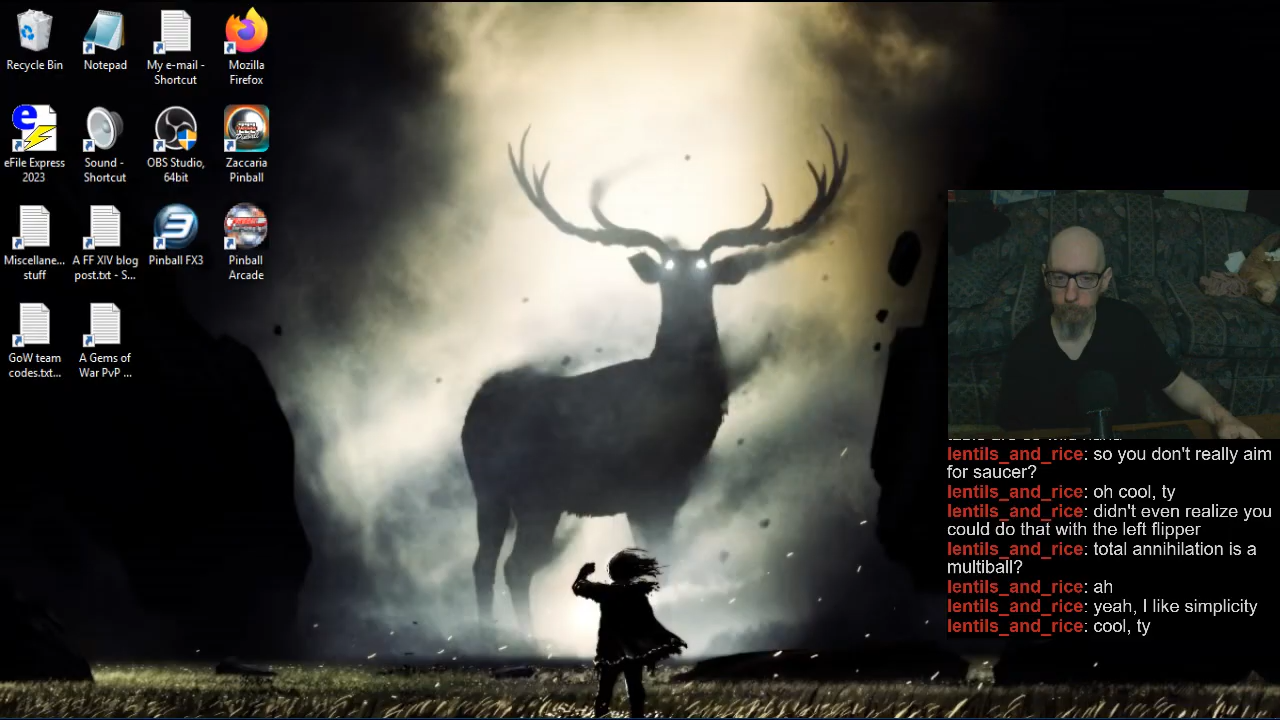 Recycle Bin
Notepad
My e-mail -
Shortcut
Mozilla
Firefox
eFile Express
2023
Sound -
Shortcut
OBS Studio,
64bit
Zaccaria
Pinball
Miscellane...
stuff
A FF XIV blog
post.txt - S...
Pinball FX3
Pinball
Arcade
GoW team
codes.txt...
A Gems of
War PvP ...
lentils_and_rice: so you don't really aim
for saucer?
lentils_and_rice: oh cool, ty
lentils_and_rice: didn't even realize you
could do that with the left flipper
lentils_and_rice: total annihilation is a
multiball?
lentils_and_rice: ah
lentils_and_rice: yeah, I like simplicity
lentils_and_rice: cool, ty